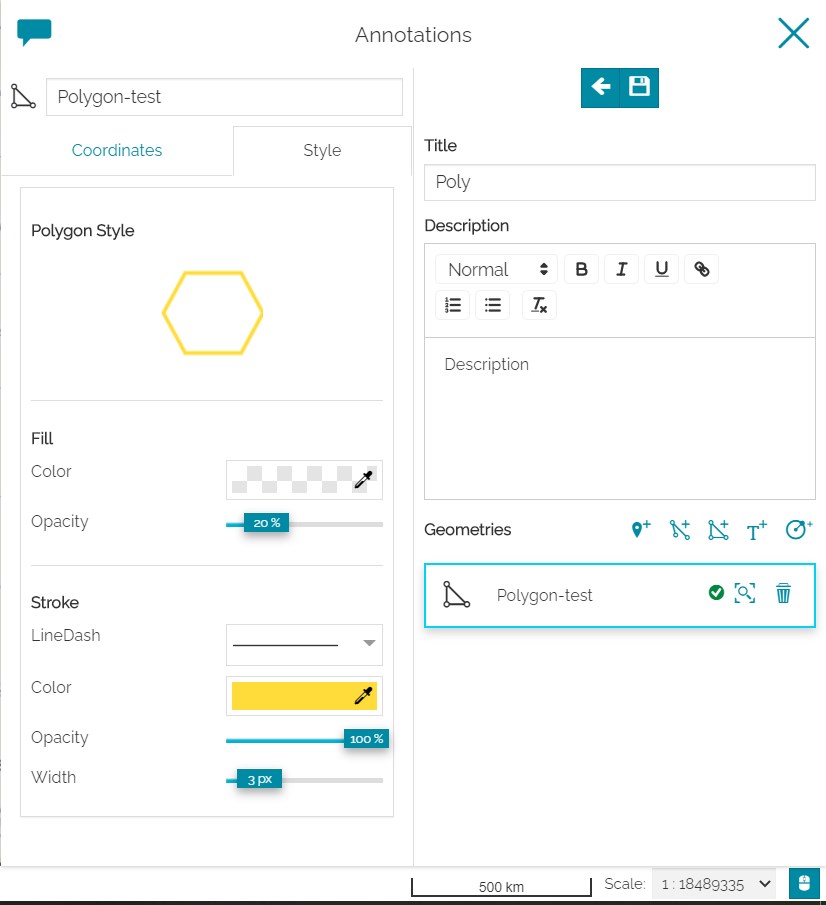 Annotations
Polygon-test
Coordinates
Style
Polygon Style
Fill
Color
Opacity
20 %
Stroke
LineDash
Color
Opacity
100 %
Width
3 px
Title
Poly
Description
Normal
B I U
Description
Geometries
Polygon-test
500 km
Scale: 1 : 18489335